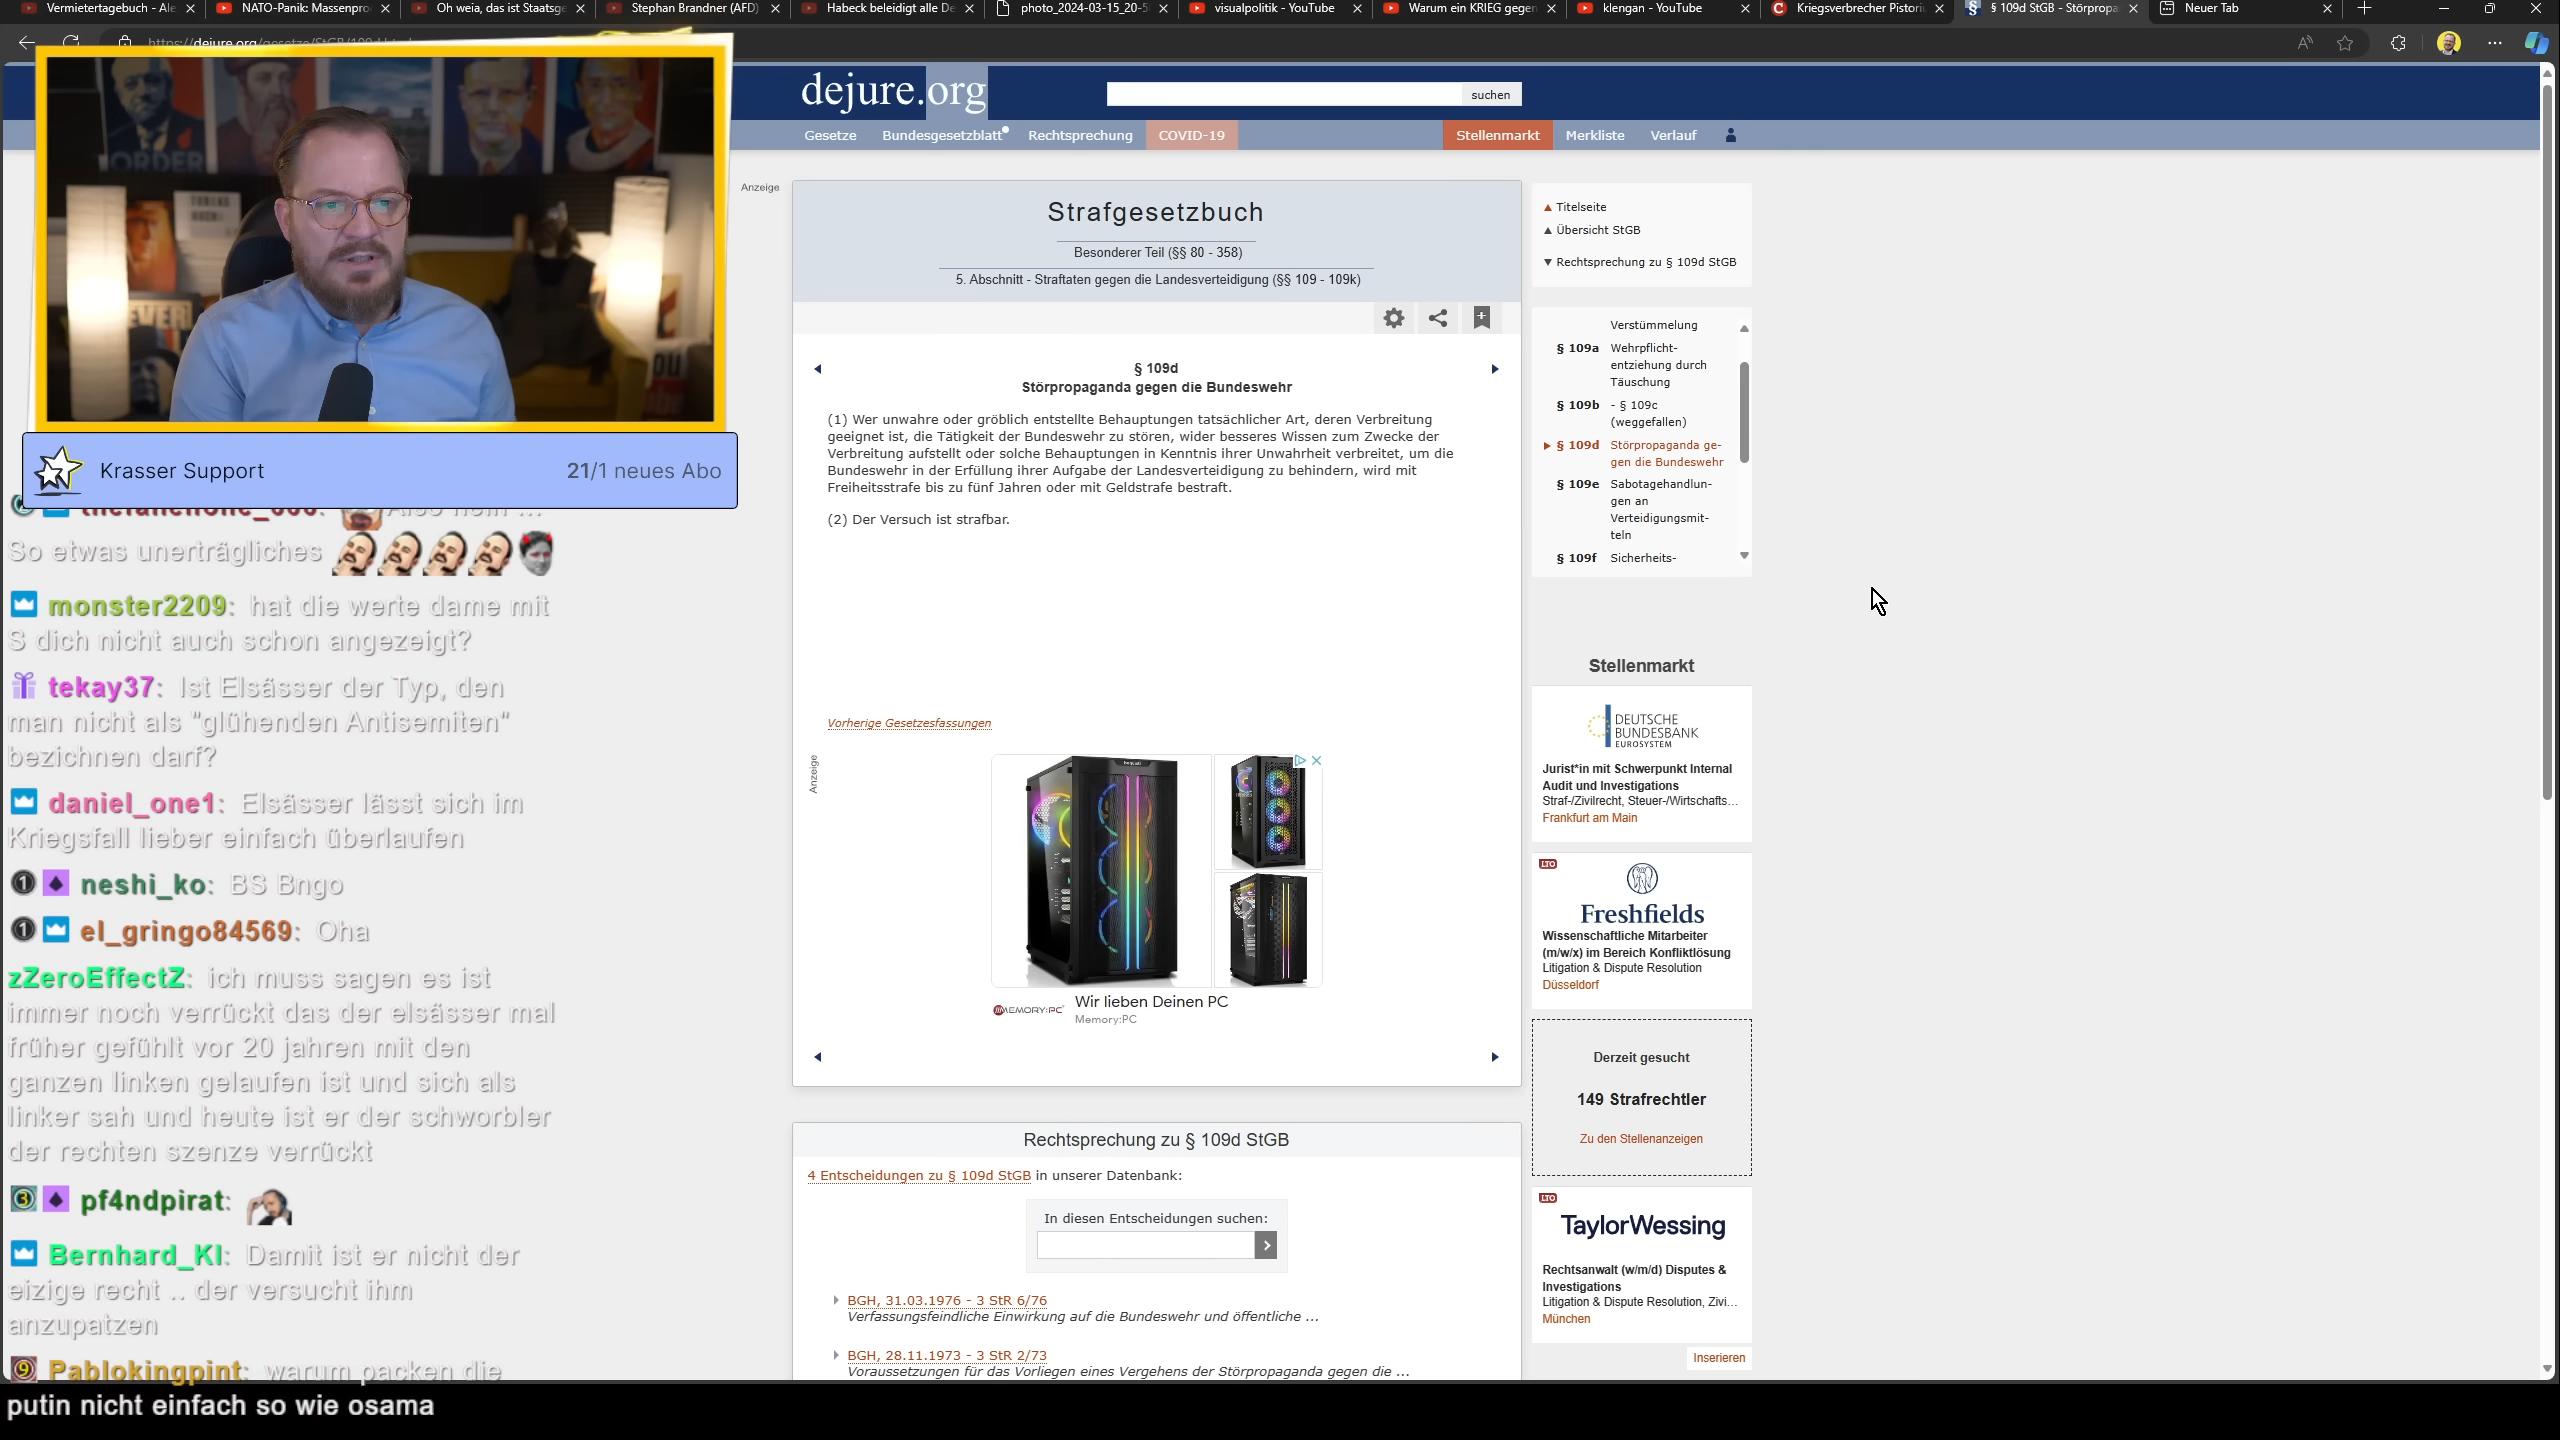 Vermietertagebuch - Ale
NATO-Panik: Massenpro
Oh weia, das ist Staatsge
Stephan Brandner (AFD)
Habeck beleidigt alle De
photo_2024-03-15_20-5
visualpolitik - YouTube
Warum ein KRIEG gegen
klengan - YouTube
Kriegsverbrecher Pistoriu
§ 109d StGB - Störpropa
Neuer Tab
dejure.org
suchen
Gesetze
Bundesgesetzblatt
Rechtsprechung
COVID-19
Stellenmarkt
Merkliste
Verlauf
Anzeige
Strafgesetzbuch
Besonderer Teil (§§ 80 - 358)
5. Abschnitt - Straftaten gegen die Landesverteidigung (§§ 109 - 109k)
§ 109d
Störpropaganda gegen die Bundeswehr
(1) Wer unwahre oder gröblich entstellte Behauptungen tatsächlicher Art, deren Verbreitung
geeignet ist, die Tätigkeit der Bundeswehr zu stören, wider besseres Wissen zum Zwecke der
Verbreitung aufstellt oder solche Behauptungen in Kenntnis ihrer Unwahrheit verbreitet, um die
Bundeswehr in der Erfüllung ihrer Aufgabe der Landesverteidigung zu behindern, wird mit
Freiheitsstrafe bis zu fünf Jahren oder mit Geldstrafe bestraft.
(2) Der Versuch ist strafbar.
Vorherige Gesetzesfassungen
Anzeige
MEMORY:PC
Wir lieben Deinen PC
Memory:PC
Rechtsprechung zu § 109d StGB
4 Entscheidungen zu § 109d StGB in unserer Datenbank:
In diesen Entscheidungen suchen:
BGH, 31.03.1976 - 3 StR 6/76
Verfassungsfeindliche Einwirkung auf die Bundeswehr und öffentliche ...
BGH, 28.11.1973 - 3 StR 2/73
Voraussetzungen für das Vorliegen eines Vergehens der Störpropaganda gegen die ...
Titelseite
Übersicht StGB
Rechtsprechung zu § 109d StGB
Verstümmelung
§ 109a Wehrpflicht-
entziehung durch
Täuschung
§ 109b - § 109c
(weggefallen)
§ 109d Störpropaganda ge-
gen die Bundeswehr
§ 109e Sabotagehandlun-
gen an
Verteidigungsmit-
teln
§ 109f Sicherheits-
Stellenmarkt
DEUTSCHE
BUNDESBANK
EUROSYSTEM
Jurist*in mit Schwerpunkt Internal
Audit und Investigations
Straf-/Zivilrecht, Steuer-/Wirtschafts...
Frankfurt am Main
LTO
Freshfields
Wissenschaftliche Mitarbeiter
(m/w/x) im Bereich Konfliktlösung
Litigation & Dispute Resolution
Düsseldorf
Derzeit gesucht
149 Strafrechtler
Zu den Stellenanzeigen
LTO
TaylorWessing
Rechtsanwalt (w/m/d) Disputes &
Investigations
Litigation & Dispute Resolution, Zivi...
München
Inserieren
Krasser Support
21/1 neues Abo
So etwas unerträgliches
monster2209: hat die werte dame mit
S dich nicht auch schon angezeigt?
tekay37: Ist Elsässer der Typ, den
man nicht als "glühenden Antisemiten"
bezichnen darf?
daniel_one1: Elsässer lässt sich im
Kriegsfall lieber einfach überlaufen
neshi_ko: BS Bngo
el_gringo84569: Oha
zZeroEffectZ: ich muss sagen es ist
immer noch verrückt das der elsässer mal
früher gefühlt vor 20 jahren mit den
ganzen linken gelaufen ist und sich als
linker sah und heute ist er der schworbler
der rechten szenze verrückt
pf4ndpirat:
Bernhard_Kl: Damit ist er nicht der
eizige recht .. der versucht ihm
anzupatzen
Pablokingpint: warum packen die
putin nicht einfach so wie osama